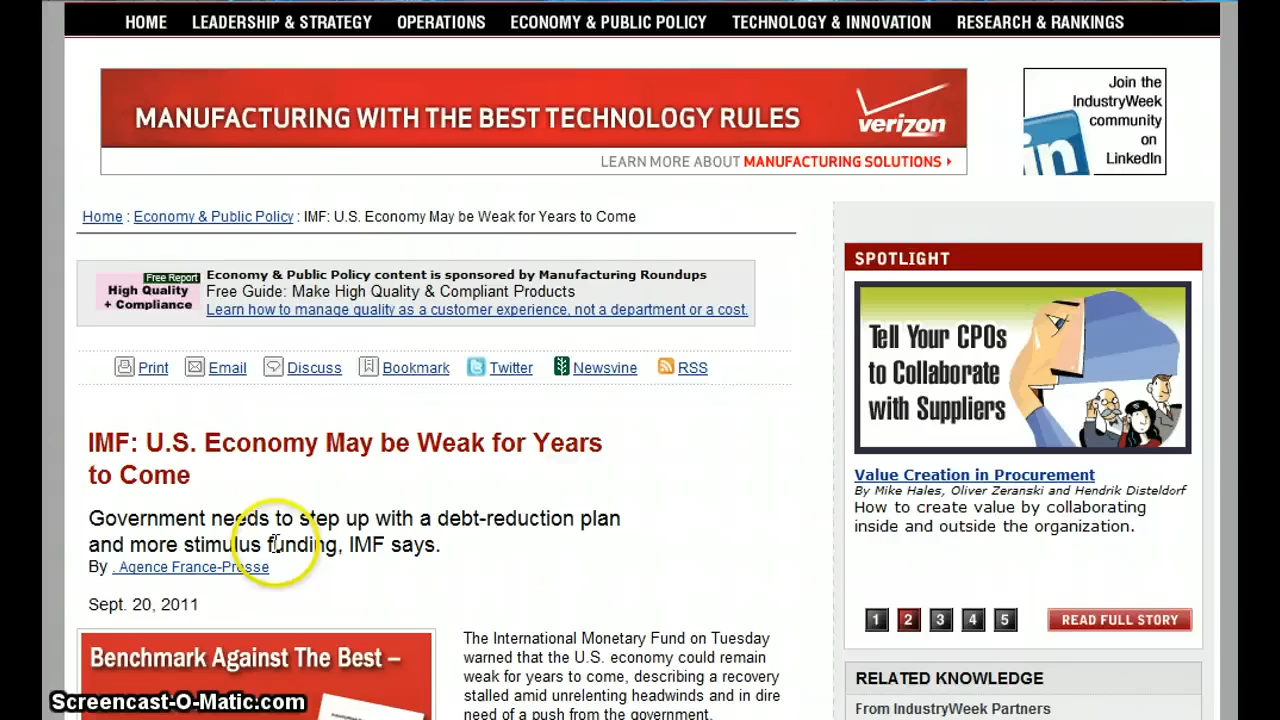 HOME LEADERSHIP & STRATEGY OPERATIONS ECONOMY & PUBLIC POLICY TECHNOLOGY & INNOVATION RESEARCH & RANKINGS
MANUFACTURING WITH THE BEST TECHNOLOGY RULES
verizon
LEARN MORE ABOUT MANUFACTURING SOLUTIONS
Join the
IndustryWeek
community
on
LinkedIn
in
Home : Economy & Public Policy : IMF: U.S. Economy May be Weak for Years to Come
Free Report
High Quality
+ Compliance
Economy & Public Policy content is sponsored by Manufacturing Roundups
Free Guide: Make High Quality & Compliant Products
Learn how to manage quality as a customer experience, not a department or a cost.
Print Email Discuss Bookmark Twitter Newsvine RSS
IMF: U.S. Economy May be Weak for Years
to Come
Government needs to step up with a debt-reduction plan
and more stimulus funding, IMF says.
By . Agence France-Presse
Sept. 20, 2011
Benchmark Against The Best –
The International Monetary Fund on Tuesday
warned that the U.S. economy could remain
weak for years to come, describing a recovery
stalled amid unrelenting headwinds and in dire
need of a push from the government.
SPOTLIGHT
Tell Your CPOs
to Collaborate
with Suppliers
Value Creation in Procurement
By Mike Hales, Oliver Zeranski and Hendrik Disteldorf
How to create value by collaborating
inside and outside the organization.
1 2 3 4 5 READ FULL STORY
RELATED KNOWLEDGE
From IndustryWeek Partners
Screencast-O-Matic.com